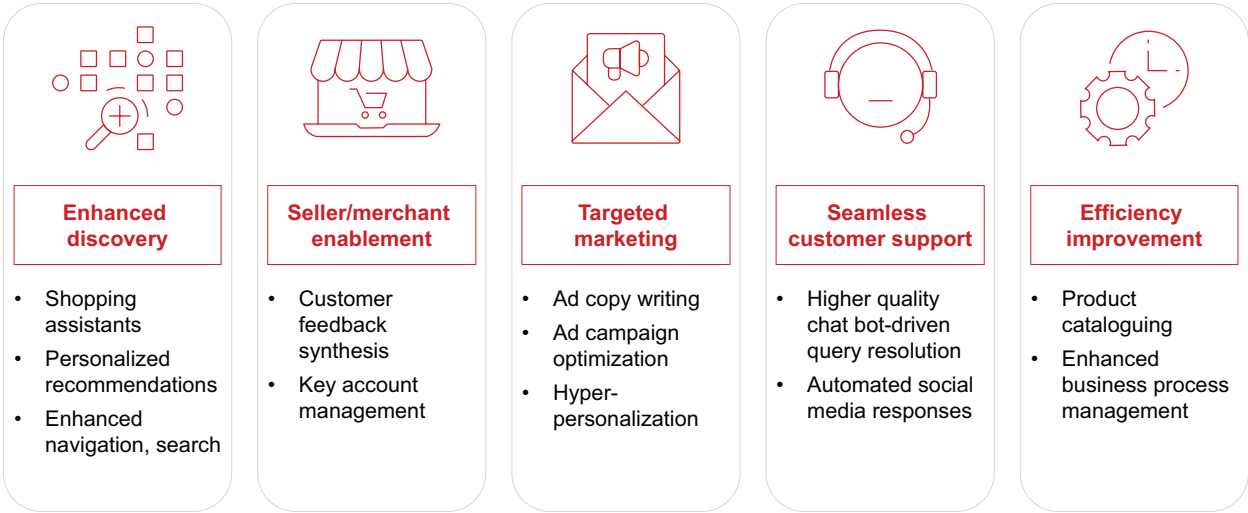 Enhanced
discovery
• Shopping
assistants
• Personalized
recommendations
• Enhanced
navigation, search
Seller/merchant
enablement
• Customer
feedback
synthesis
• Key account
management
Targeted
marketing
• Ad copy writing
• Ad campaign
optimization
• Hyper-
personalization
Seamless
customer support
• Higher quality
chat bot-driven
query resolution
• Automated social
media responses
Efficiency
improvement
• Product
cataloguing
• Enhanced
business process
management